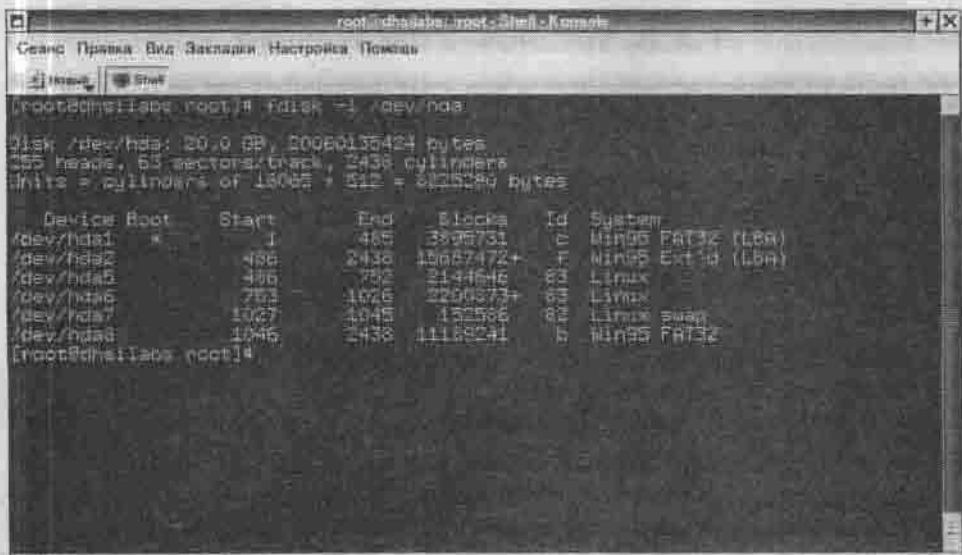 root@dhsilabs: /root - Shell - Konsole
Сеанс Правка Вид Закладки Настройка Помощь
Новый Shell
[root@dhsilabs root]# fdisk -l /dev/hda
Disk /dev/hda: 20.0 GB, 20060135424 bytes
255 heads, 63 sectors/track, 2438 cylinders
Units = cylinders of 16065 * 512 = 8225280 bytes
Device Boot Start End Blocks Id System
/dev/hda1 * 1 485 3895731 c Win95 FAT32 (LBA)
/dev/hda2 486 2438 15687472+ f Win95 Ext'd (LBA)
/dev/hda5 486 752 2144646 83 Linux
/dev/hda6 753 1026 2200873+ 83 Linux
/dev/hda7 1027 1045 152586 82 Linux swap
/dev/hda8 1046 2438 11189241 b Win95 FAT32
[root@dhsilabs root]#